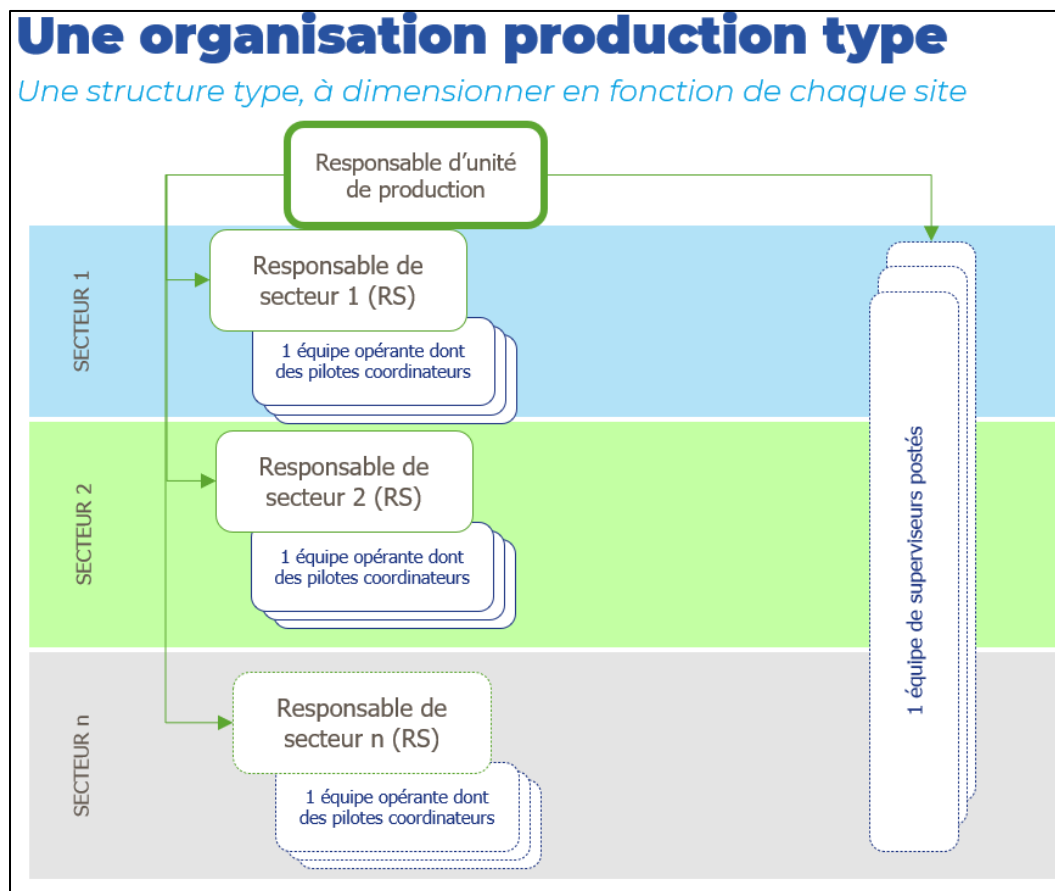 Une organisation production type
Une structure type, à dimensionner en fonction de chaque site
Responsable d'unité
de production
SECTEUR 1
Responsable de
secteur 1 (RS)
1 équipe opérante dont
des pilotes coordinateurs
SECTEUR 2
Responsable de
secteur 2 (RS)
1 équipe opérante dont
des pilotes coordinateurs
SECTEUR n
Responsable de
secteur n (RS)
1 équipe opérante dont
des pilotes coordinateurs
1 équipe de superviseurs postés